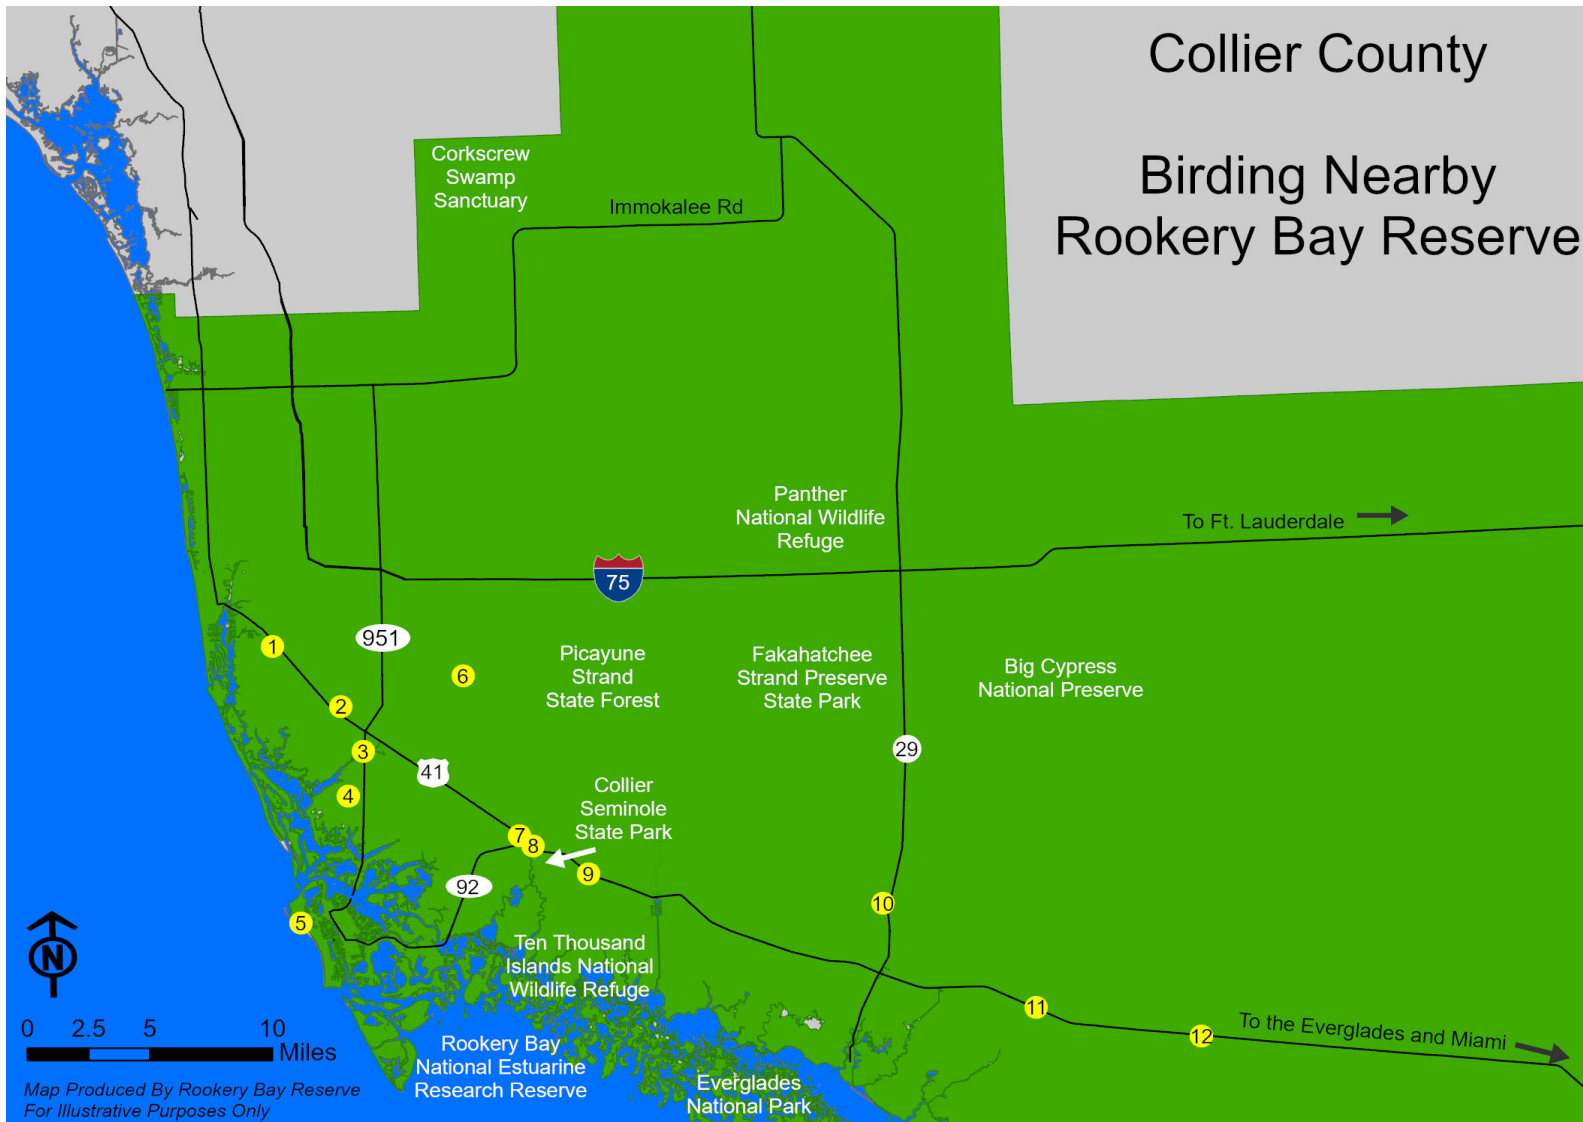 Collier County
Birding Nearby
Rookery Bay Reserve
Corkscrew
Swamp
Sanctuary
Immokalee Rd
Panther
National Wildlife
Refuge
To Ft. Lauderdale
75
951
1
6
2
3
4
Picayune
Strand
State Forest
Fakahatchee
Strand Preserve
State Park
Big Cypress
National Preserve
29
41
Collier
Seminole
State Park
7
8
9
92
5
10
Ten Thousand
Islands National
Wildlife Refuge
11
12
To the Everglades and Miami
N
0 2.5 5 10
Miles
Rookery Bay
National Estuarine
Research Reserve
Everglades
National Park
Map Produced By Rookery Bay Reserve
For Illustrative Purposes Only